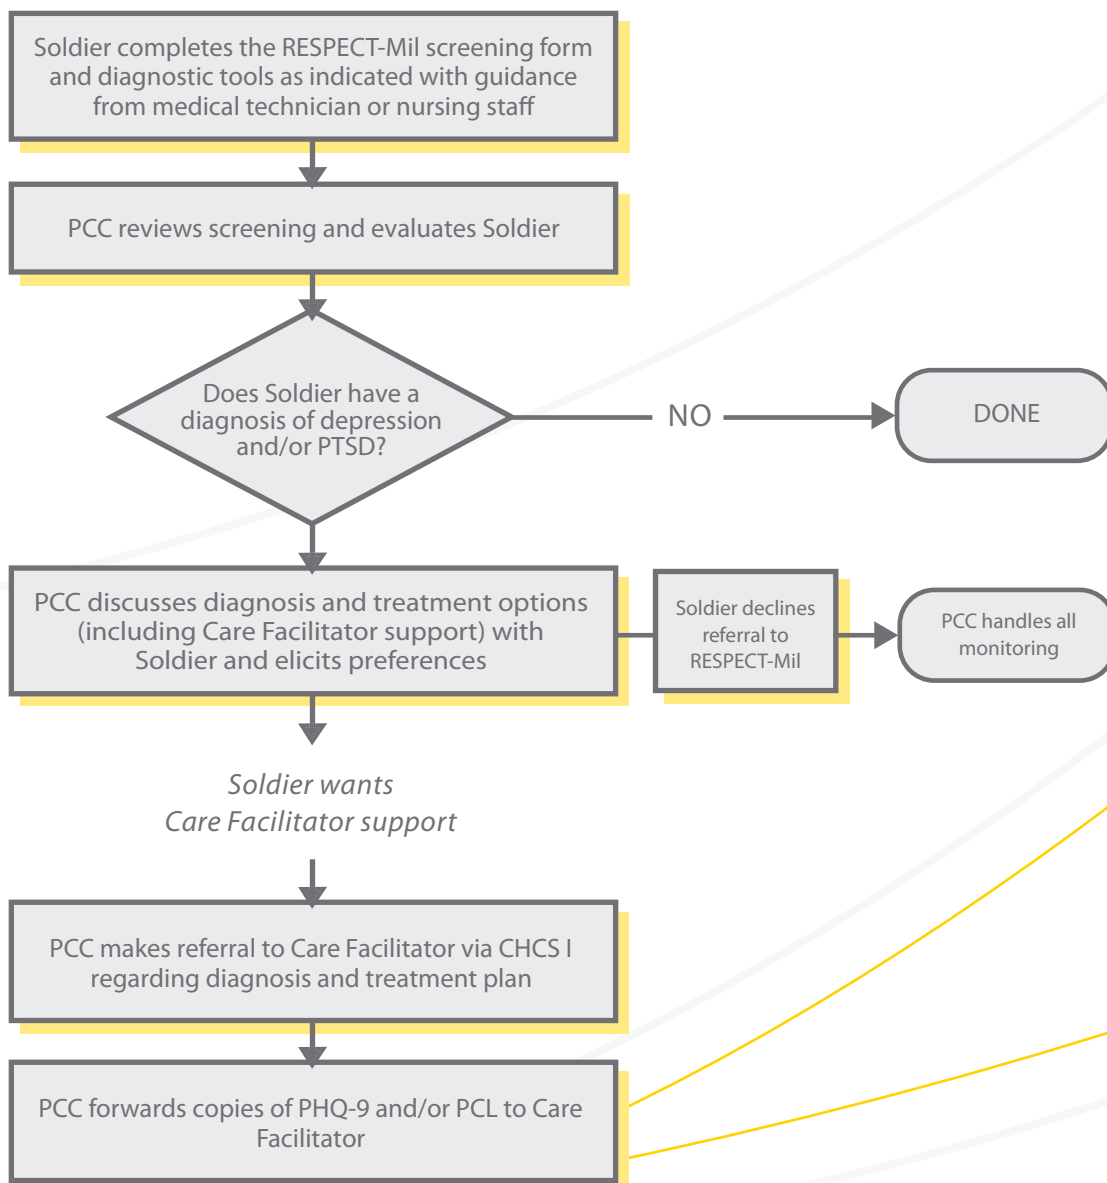 Soldier completes the RESPECT-Mil screening form
and diagnostic tools as indicated with guidance
from medical technician or nursing staff
PCC reviews screening and evaluates Soldier
Does Soldier have a
diagnosis of depression
and/or PTSD?
NO
DONE
PCC discusses diagnosis and treatment options
(including Care Facilitator support) with
Soldier and elicits preferences
Soldier declines
referral to
RESPECT-Mil
PCC handles all
monitoring
Soldier wants
Care Facilitator support
PCC makes referral to Care Facilitator via CHCS I
regarding diagnosis and treatment plan
PCC forwards copies of PHQ-9 and/or PCL to Care
Facilitator